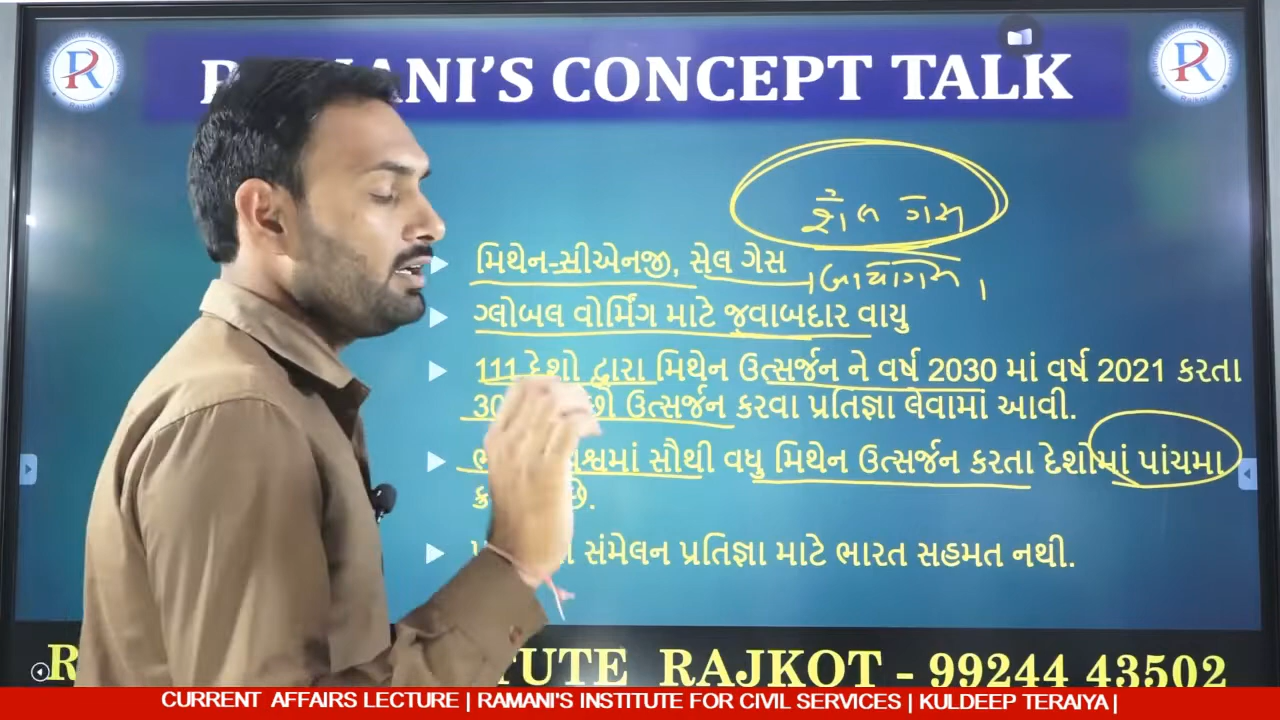 RAMANI'S CONCEPT TALK
શેલ ગેસ
મિથેન-સીએનજી, સેલ ગેસ
બાયોગેસ
ગ્લોબલ વોર્મિંગ માટે જવાબદાર વાયુ
111 દેશો દ્વારા મિથેન ઉત્સર્જન ને વર્ષ 2030 માં વર્ષ 2021 કરતા
30 ઉત્સર્જન કરવા પ્રતિજ્ઞા લેવામાં આવી.
સૌથી વધુ મિથેન ઉત્સર્જન કરતા દેશોમાં પાંચમા
છે.
સંમેલન પ્રતિજ્ઞા માટે ભારત સહમત નથી.
RAJKOT - 99244 43502
CURRENT AFFAIRS LECTURE | RAMANI'S INSTITUTE FOR CIVIL SERVICES | KULDEEP TERAIYA |